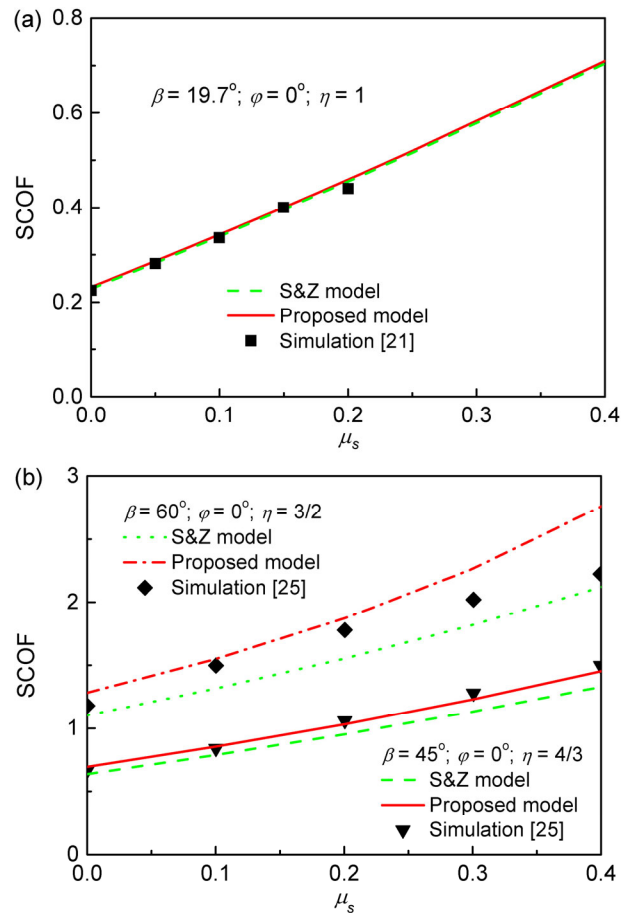 (a)
0.8
0.6
0.4
0.2
0.0
SCOF
β = 19.7°; φ = 0°; η = 1
S&Z model
Proposed model
Simulation [21]
0.0 0.1 0.2 0.3 0.4
μs
(b)
3
2
1
0
SCOF
β = 60°; φ = 0°; η = 3/2
S&Z model
Proposed model
Simulation [25]
β = 45°; φ = 0°; η = 4/3
S&Z model
Proposed model
Simulation [25]
0.0 0.1 0.2 0.3 0.4
μs